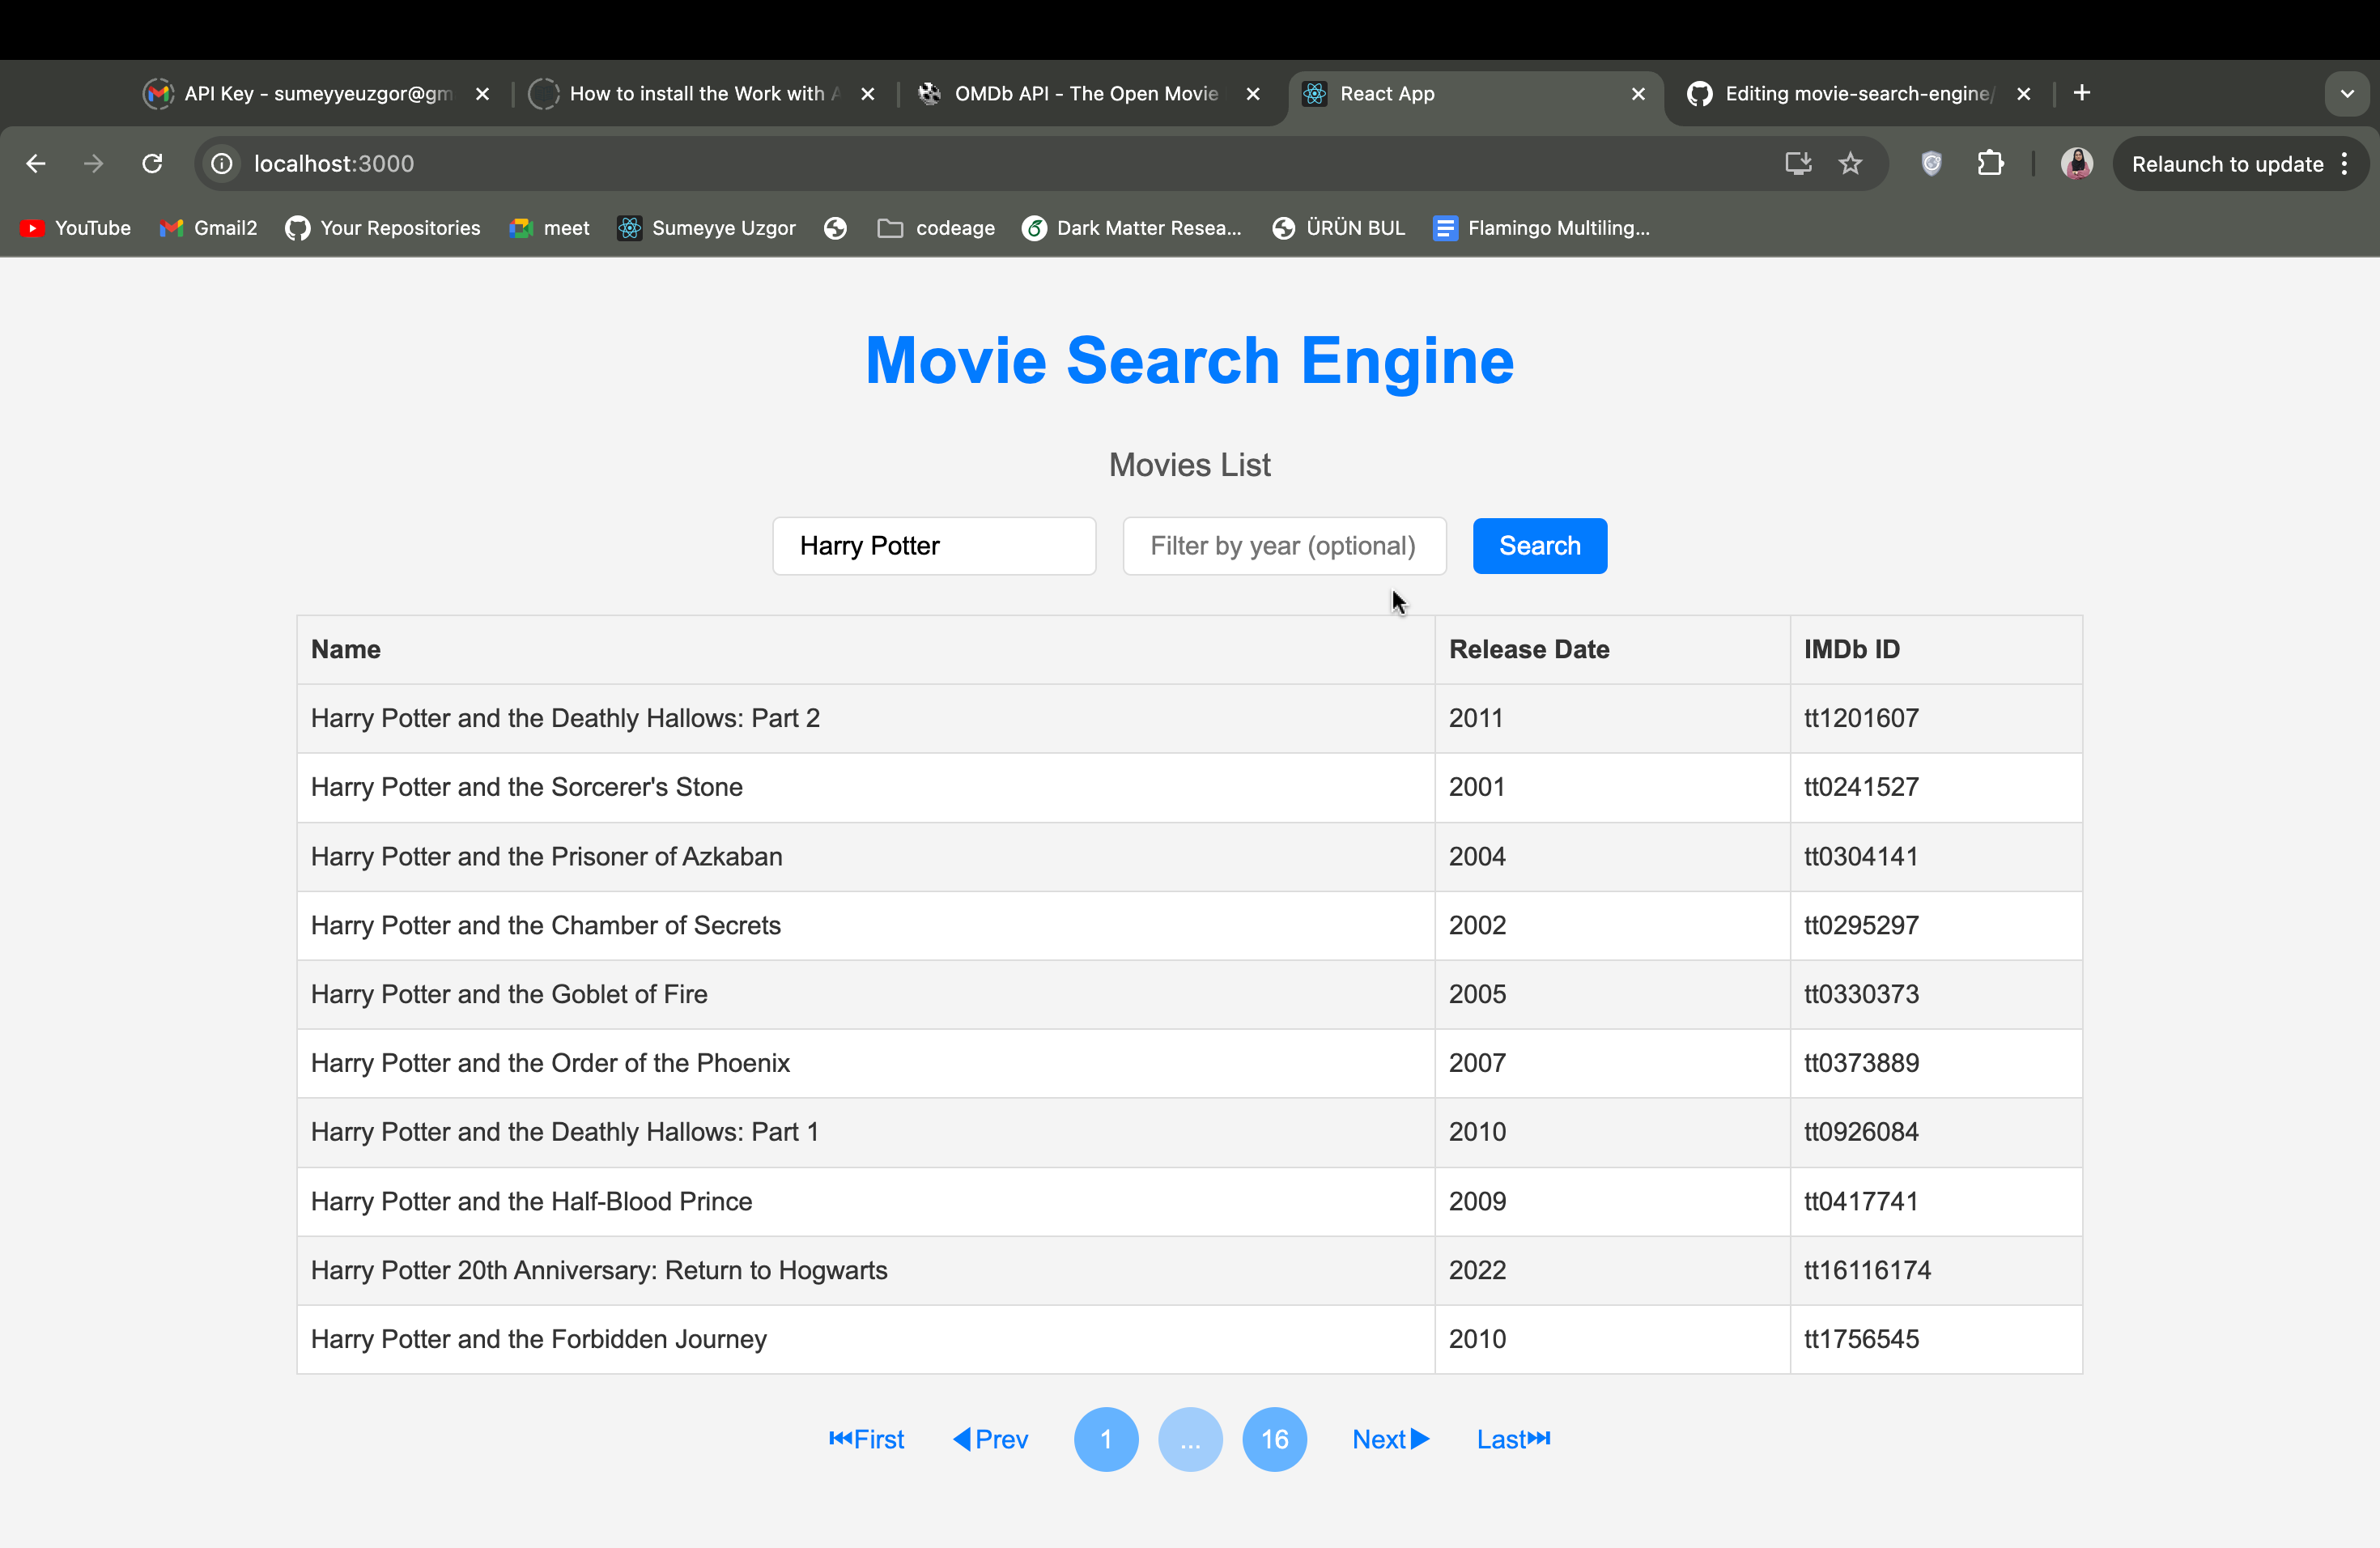 API Key - sumeyyeuzgor@gm
How to install the Work with A
OMDb API - The Open Movie
React App
Editing movie-search-engine/
localhost:3000
Relaunch to update
YouTube
Gmail2
Your Repositories
meet
Sumeyye Uzgor
codeage
Dark Matter Resea...
ÜRÜN BUL
Flamingo Multiling...
Movie Search Engine
Movies List
Harry Potter
Filter by year (optional)
Search
Name Release Date IMDb ID
Harry Potter and the Deathly Hallows: Part 2 2011 tt1201607
Harry Potter and the Sorcerer's Stone 2001 tt0241527
Harry Potter and the Prisoner of Azkaban 2004 tt0304141
Harry Potter and the Chamber of Secrets 2002 tt0295297
Harry Potter and the Goblet of Fire 2005 tt0330373
Harry Potter and the Order of the Phoenix 2007 tt0373889
Harry Potter and the Deathly Hallows: Part 1 2010 tt0926084
Harry Potter and the Half-Blood Prince 2009 tt0417741
Harry Potter 20th Anniversary: Return to Hogwarts 2022 tt16116174
Harry Potter and the Forbidden Journey 2010 tt1756545
⏮First ◀Prev 1 ... 16 Next▶ Last⏭